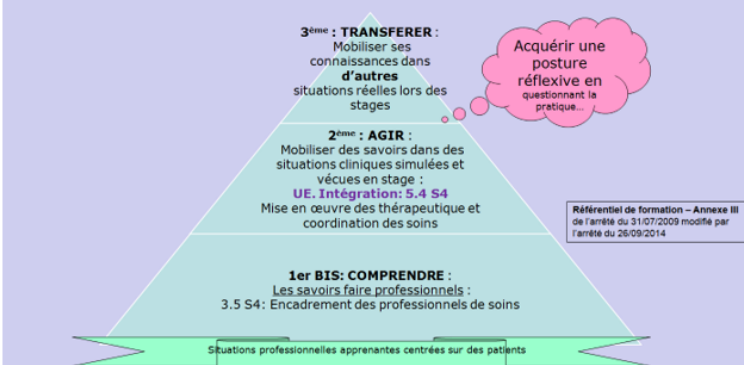 3ème : TRANSFERER :
Mobiliser ses
connaissances dans
d'autres
situations réelles lors des
stages
Acquérir une
posture
réflexive en
questionnant la
pratique...
2ème : AGIR :
Mobiliser des savoirs dans des
situations cliniques simulées et
vécues en stage :
UE. Intégration: 5.4 S4
Mise en œuvre des thérapeutique et
coordination des soins
Référentiel de formation – Annexe III
de l'arrêté du 31/07/2009 modifié par
l'arrêté du 26/09/2014
1er BIS: COMPRENDRE :
Les savoirs faire professionnels :
3.5 S4: Encadrement des professionnels de soins
Situations professionnelles apprenantes centrées sur des patients